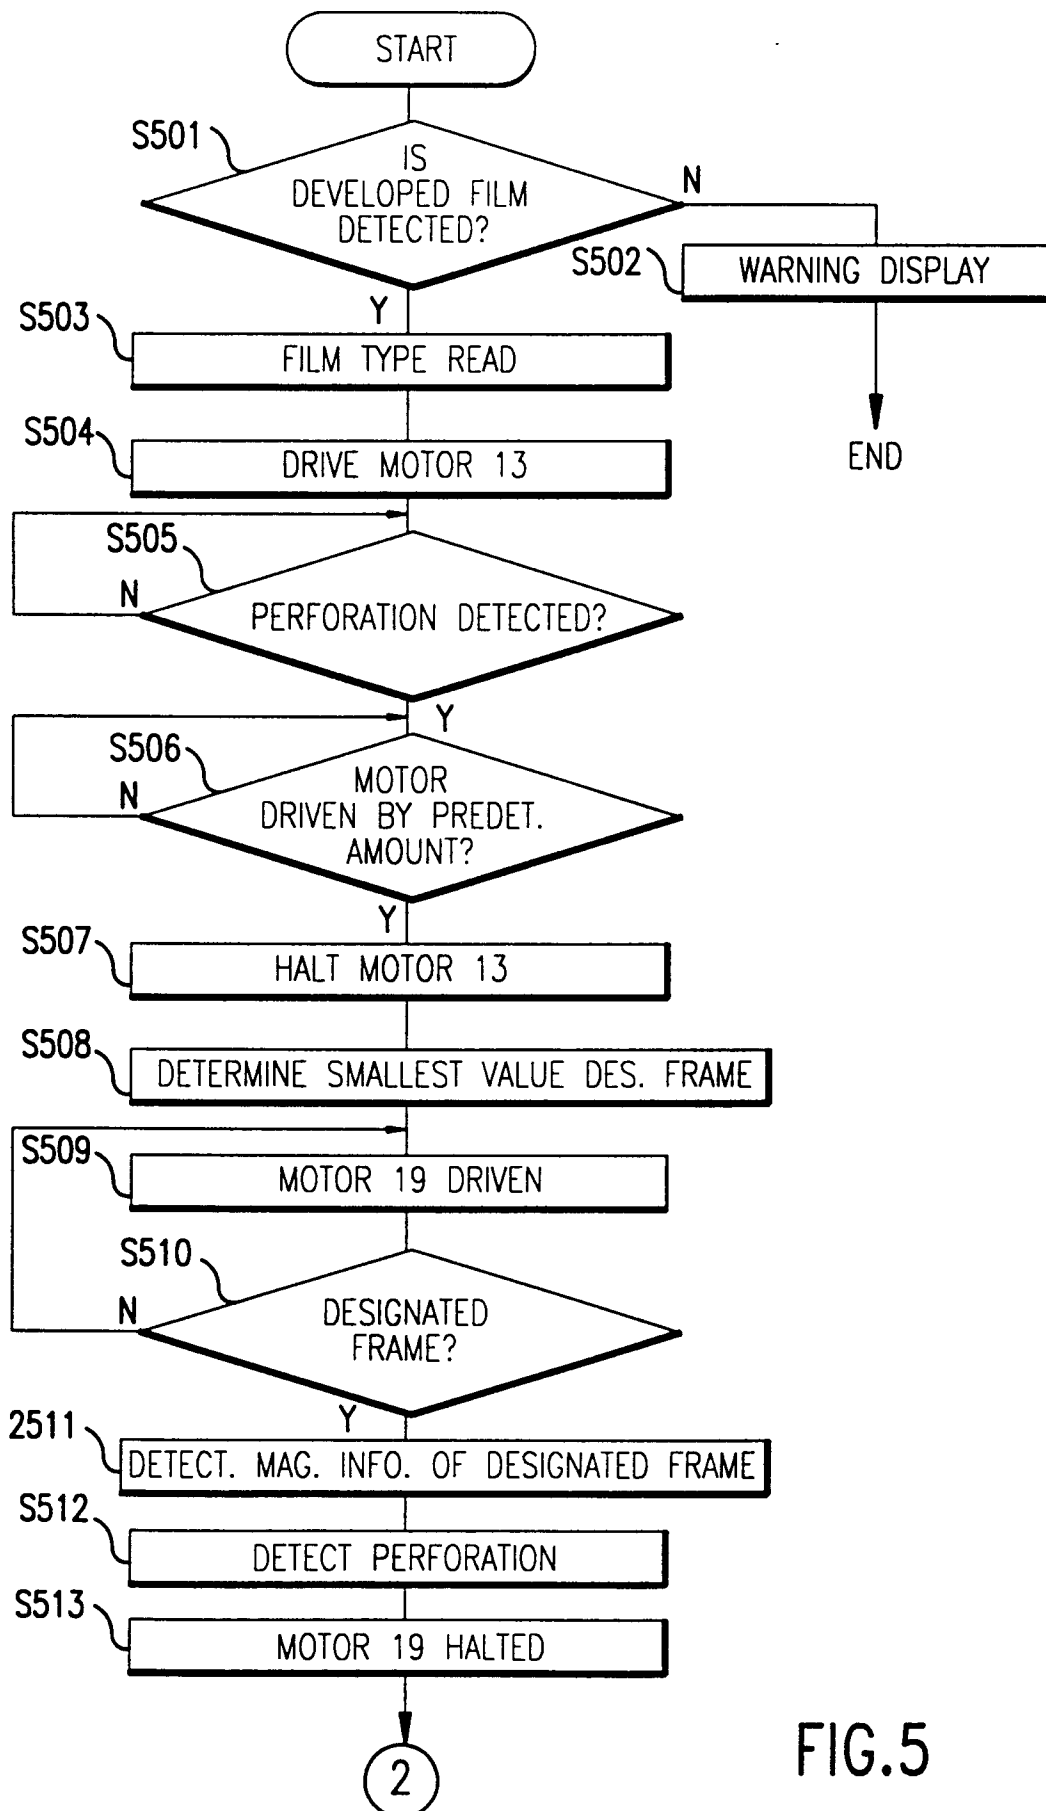 START
S501
IS
DEVELOPED FILM
DETECTED?
N
S502
WARNING DISPLAY
END
Y
S503
FILM TYPE READ
S504
DRIVE MOTOR 13
S505
N
PERFORATION DETECTED?
Y
S506
N
MOTOR
DRIVEN BY PREDET.
AMOUNT?
Y
S507
HALT MOTOR 13
S508
DETERMINE SMALLEST VALUE DES. FRAME
S509
MOTOR 19 DRIVEN
S510
N
DESIGNATED
FRAME?
Y
2511
DETECT. MAG. INFO. OF DESIGNATED FRAME
S512
DETECT PERFORATION
S513
MOTOR 19 HALTED
2
FIG.5